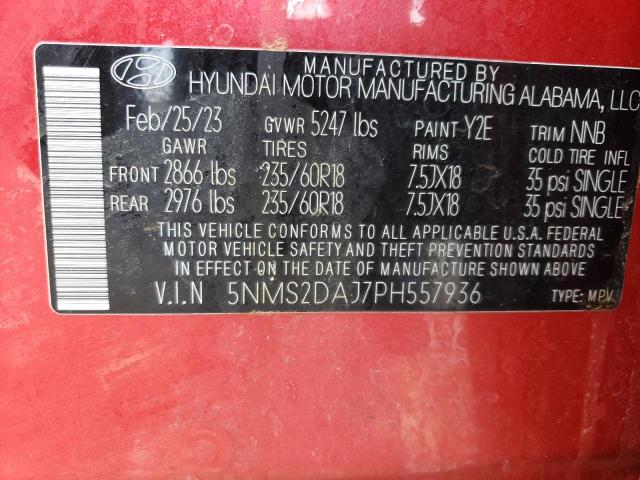 MANUFACTURED BY
HYUNDAI MOTOR MANUFACTURING ALABAMA, LLC
Feb/25/23 GVWR 5247 lbs PAINT Y2E TRIM NNB
GAWR TIRES RIMS COLD TIRE INFL
FRONT 2866 lbs 235/60R18 7.5JX18 35 psi SINGLE
REAR 2976 lbs 235/60R18 7.5JX18 35 psi SINGLE
THIS VEHICLE CONFORMS TO ALL APPLICABLE U.S.A. FEDERAL
MOTOR VEHICLE SAFETY AND THEFT PREVENTION STANDARDS
IN EFFECT ON THE DATE OF MANUFACTURE SHOWN ABOVE.
V.I.N 5NMS2DAJ7PH557936 TYPE: MPV